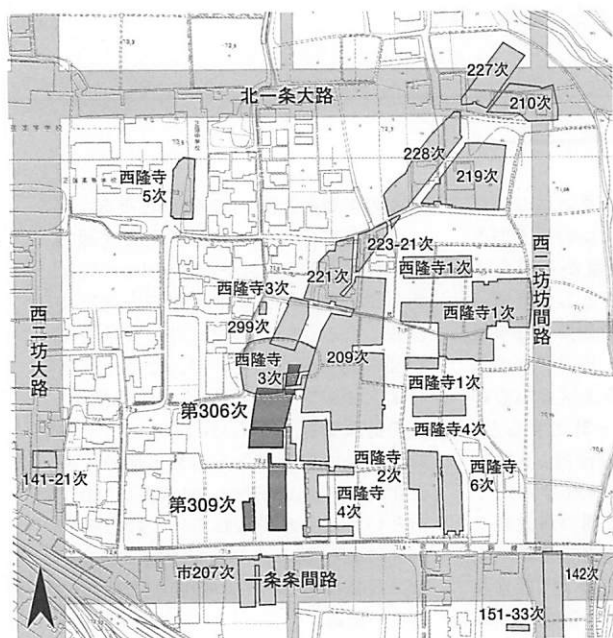 227次
北一条大路
210次
228次
219次
西隆寺
5次
223-21次
西隆寺1次
221次
西隆寺3次
西隆寺1次
299次
209次
西隆寺
3次
西隆寺1次
第306次
西隆寺4次
西二坊大路
西二坊坊間路
141-21次
西隆寺
2次
西隆寺
6次
第309次
西隆寺
4次
市207次
一条条間路
142次
151-33次